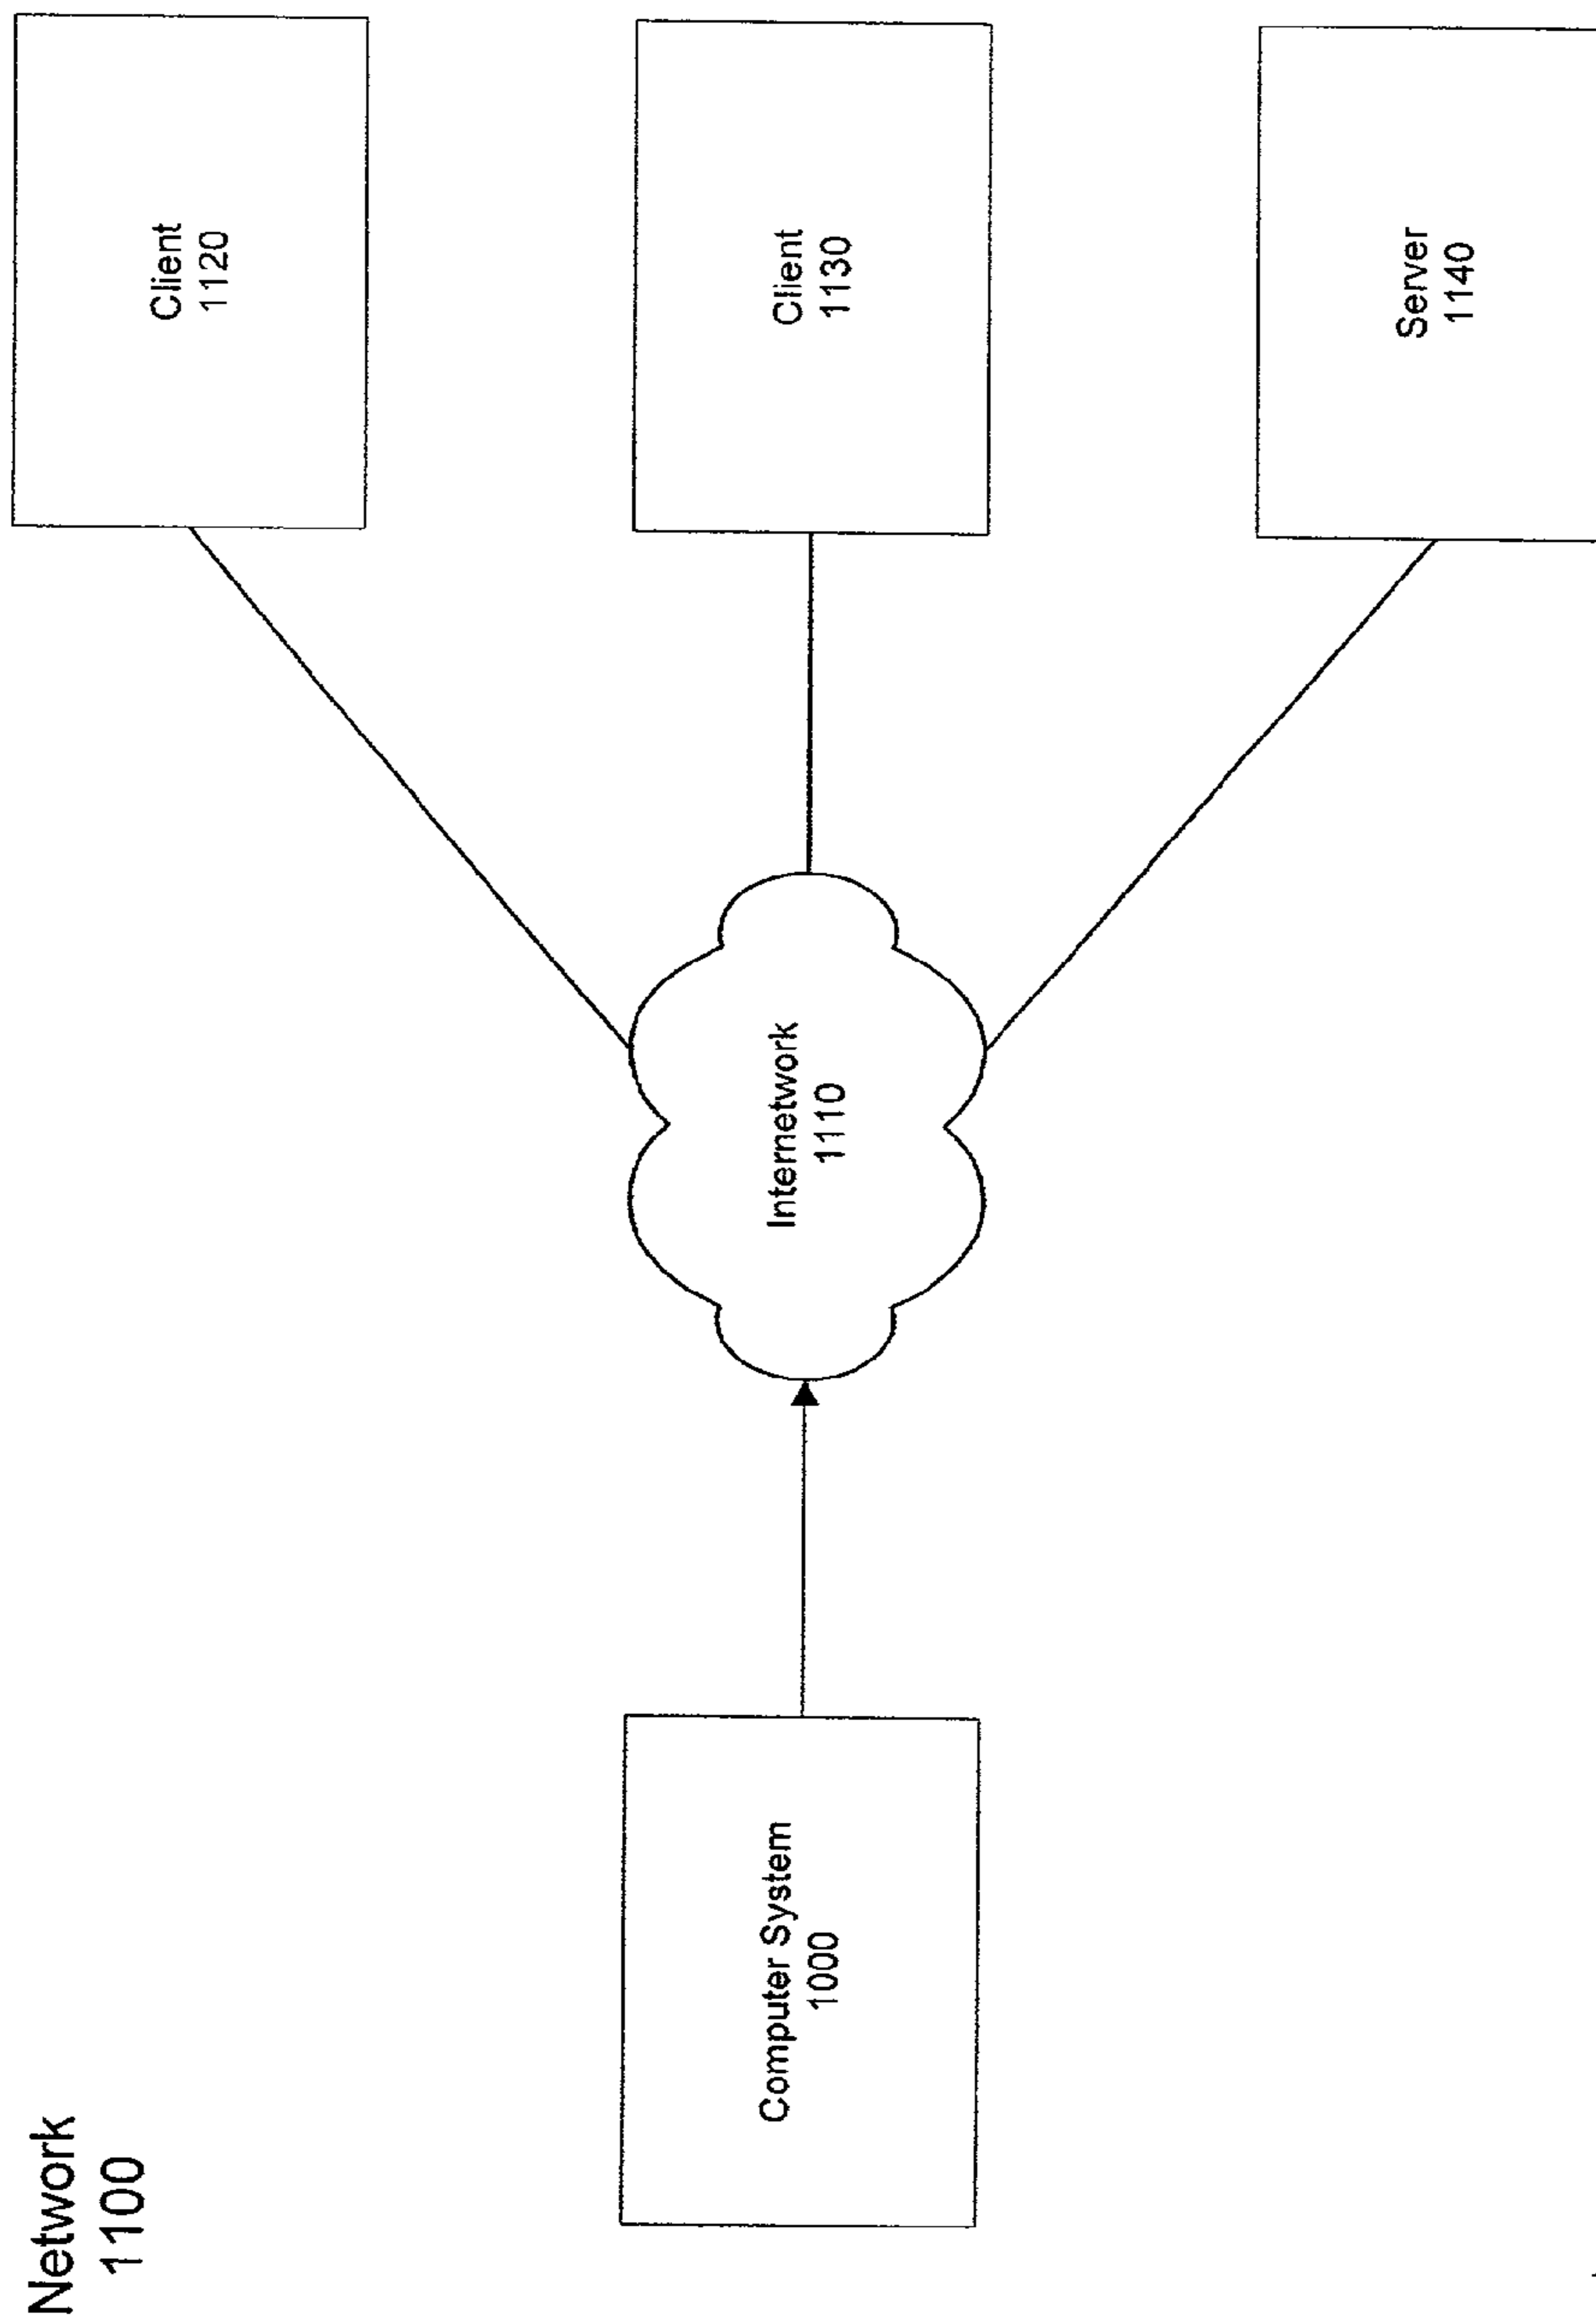 Network
1100
Computer System
1000
Internetwork
1110
Client
1120
Client
1130
Server
1140